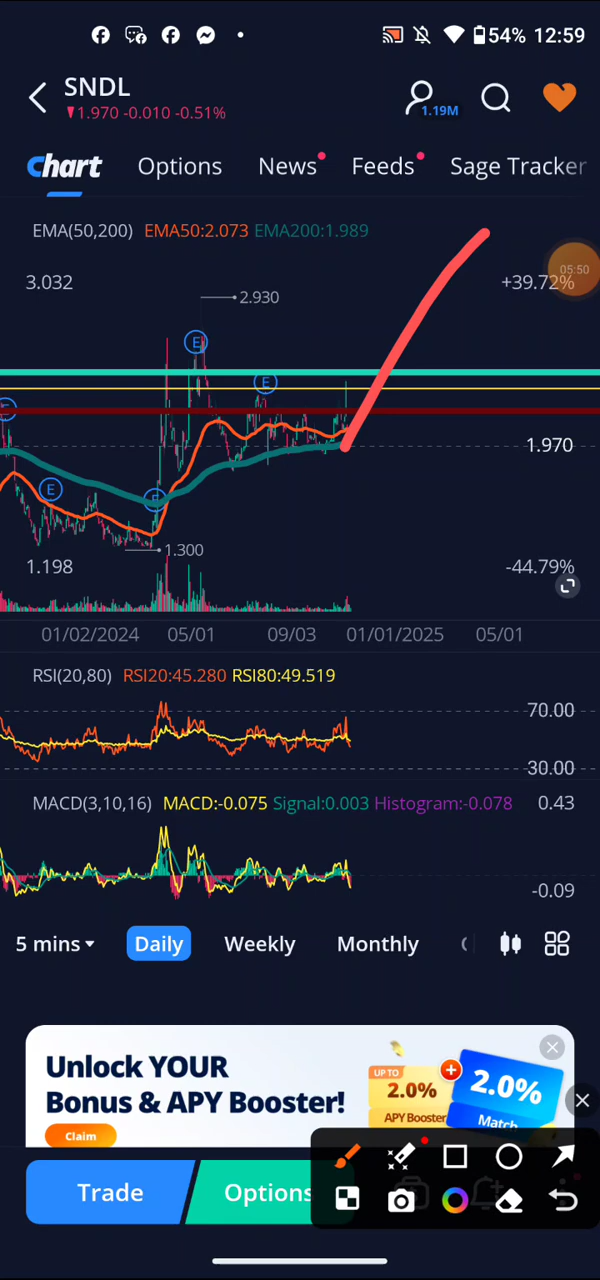 54% 12:59
SNDL
1.970 -0.010 -0.51%
1.19M
Chart Options News Feeds Sage Tracker
EMA(50,200) EMA50:2.073 EMA200:1.989
3.032 +39.72%
05:50
2.930
E
E
E
E
1.970
1.300
1.198 -44.79%
01/02/2024 05/01 09/03 01/01/2025 05/01
RSI(20,80) RSI20:45.280 RSI80:49.519
70.00
30.00
MACD(3,10,16) MACD:-0.075 Signal:0.003 Histogram:-0.078 0.43
-0.09
5 mins Daily Weekly Monthly
Unlock YOUR
Bonus & APY Booster!
UP TO
2.0%
APY Booster
2.0%
Match
Claim
Trade Options